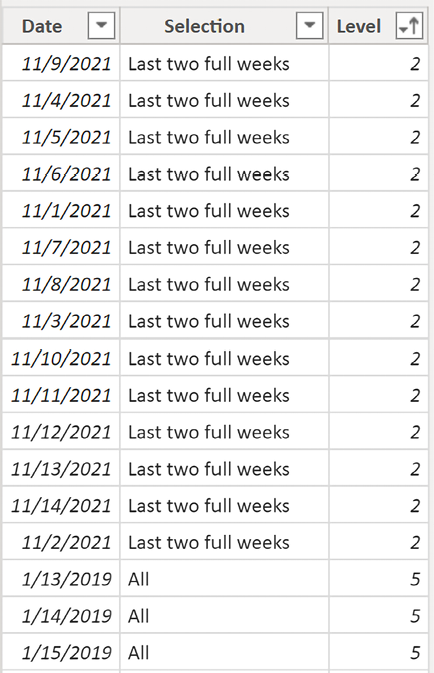 Date Selection Level
11/9/2021 Last two full weeks 2
11/4/2021 Last two full weeks 2
11/5/2021 Last two full weeks 2
11/6/2021 Last two full weeks 2
11/1/2021 Last two full weeks 2
11/7/2021 Last two full weeks 2
11/8/2021 Last two full weeks 2
11/3/2021 Last two full weeks 2
11/10/2021 Last two full weeks 2
11/11/2021 Last two full weeks 2
11/12/2021 Last two full weeks 2
11/13/2021 Last two full weeks 2
11/14/2021 Last two full weeks 2
11/2/2021 Last two full weeks 2
1/13/2019 All 5
1/14/2019 All 5
1/15/2019 All 5